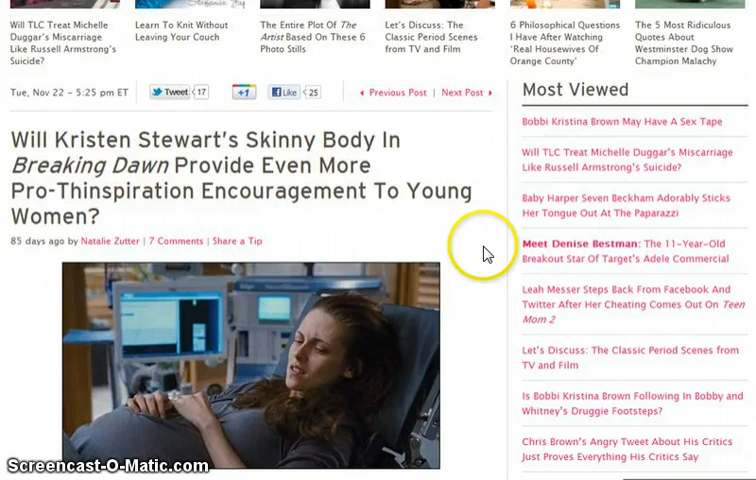 Will TLC Treat Michelle
Duggar's Miscarriage
Like Russell Armstrong's
Suicide?
Learn To Knit Without
Leaving Your Couch
The Entire Plot Of The
Artist Based On These 6
Photo Stills
Let's Discuss: The
Classic Period Scenes
from TV and Film
6 Philosophical Questions
I Have After Watching
'Real Housewives Of
Orange County'
The 5 Most Ridiculous
Quotes About
Westminster Dog Show
Champion Malachy
Tue, Nov 22 - 5:25 pm ET
Tweet 17
+1
Like 25
Previous Post | Next Post
Will Kristen Stewart's Skinny Body In
Breaking Dawn Provide Even More
Pro-Thinspiration Encouragement To Young
Women?
85 days ago by Natalie Zutter | 7 Comments | Share a Tip
Most Viewed
Bobbi Kristina Brown May Have A Sex Tape
Will TLC Treat Michelle Duggar's Miscarriage
Like Russell Armstrong's Suicide?
Baby Harper Seven Beckham Adorably Sticks
Her Tongue Out At The Paparazzi
Meet Denise Bestman: The 11-Year-Old
Breakout Star Of Target's Adele Commercial
Leah Messer Steps Back From Facebook And
Twitter After Her Cheating Comes Out On Teen
Mom 2
Let's Discuss: The Classic Period Scenes from
TV and Film
Is Bobbi Kristina Brown Following In Bobby and
Whitney's Druggie Footsteps?
Chris Brown's Angry Tweet About His Critics
Just Proves Everything His Critics Say
Screencast-O-Matic.com